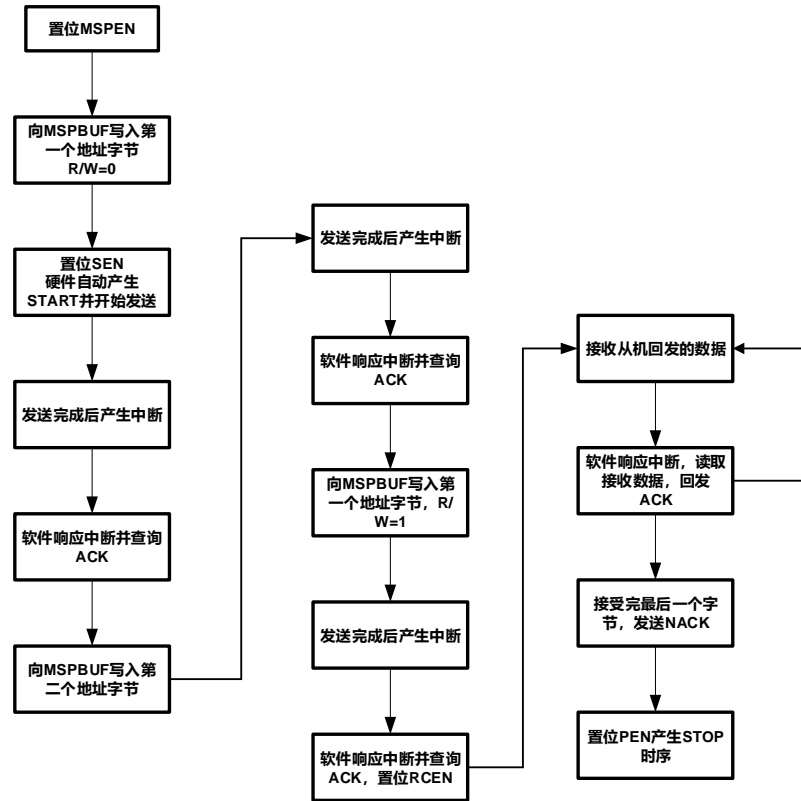 置位MSPEN
向MSPBUF写入第
一个地址字节
R/W=0
置位SEN
硬件自动产生
START并开始发送
发送完成后产生中断
软件响应中断并查询
ACK
向MSPBUF写入第
二个地址字节
发送完成后产生中断
软件响应中断并查询
ACK
向MSPBUF写入第
一个地址字节，R/
W=1
发送完成后产生中断
软件响应中断并查询
ACK，置位RCEN
接收从机回发的数据
软件响应中断，读取
接收数据，回发
ACK
接受完最后一个字
节，发送NACK
置位PEN产生STOP
时序